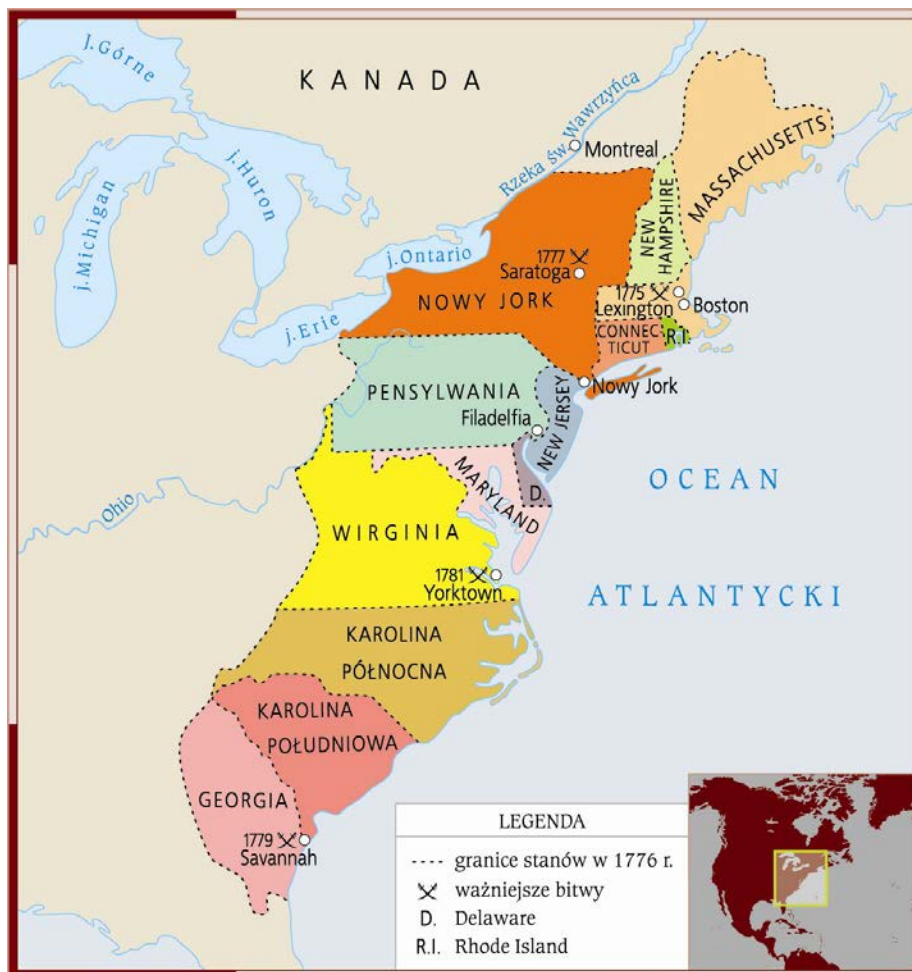 J.Górne
KANADA
j.Huron
j.Michigan
Rzeka św. Wawrzyńca
Montreal
MASSACHUSETTS
NEW
HAMPSHIRE
j.Ontario
1777
Saratoga
NOWY JORK
1775
Lexington
Boston
CONNEC-
TICUT
R.I.
j.Erie
PENSYLWANIA
Filadelfia
NEW JERSEY
Nowy Jork
MARYLAND
D.
OCEAN
ATLANTYCKI
Ohio
WIRGINIA
1781
Yorktown
KAROLINA
PÓŁNOCNA
KAROLINA
POŁUDNIOWA
GEORGIA
1779
Savannah
LEGENDA
granice stanów w 1776 r.
ważniejsze bitwy
D. Delaware
R.I. Rhode Island